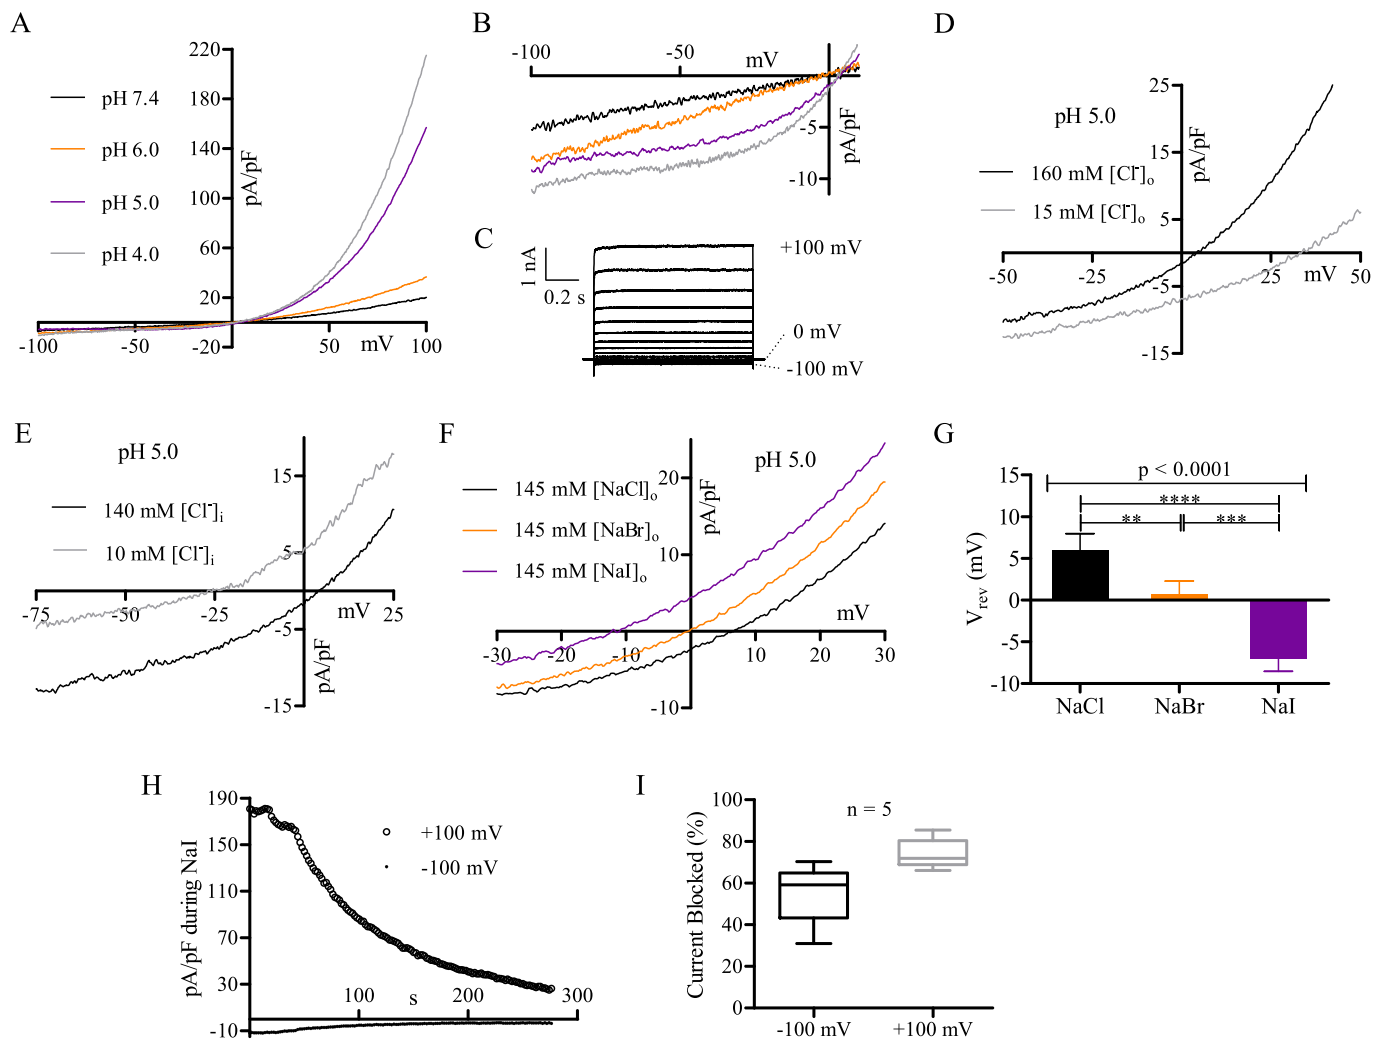 A
220
180
140
100
60
20
-20
pA/pF
-100
-50
50
mV
100
pH 7.4
pH 6.0
pH 5.0
pH 4.0
B
-100
-50
mV
-5
-10
pA/pF
C
1 nA
0.2 s
+100 mV
0 mV
-100 mV
D
pH 5.0
160 mM [Cl-]o
15 mM [Cl-]o
25
15
5
-5
-15
pA/pF
-50
-25
25
mV
50
E
pH 5.0
140 mM [Cl-]i
10 mM [Cl-]i
15
5
-5
-15
pA/pF
-75
-50
-25
mV
25
F
pH 5.0
145 mM [NaCl]o
145 mM [NaBr]o
145 mM [NaI]o
20
10
-10
pA/pF
mV
-30
-20
-10
10
20
30
G
p < 0.0001
****
**
***
15
10
5
0
-5
-10
Vrev (mV)
NaCl
NaBr
NaI
H
190
150
110
70
30
-10
pA/pF during NaI
+100 mV
-100 mV
100
s
200
300
I
n = 5
100
80
60
40
20
0
Current Blocked (%)
-100 mV
+100 mV